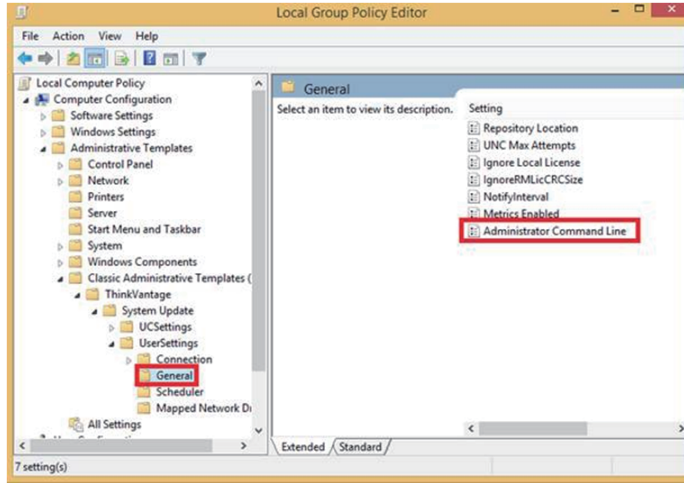 Local Group Policy Editor
File Action View Help
Local Computer Policy
Computer Configuration
Software Settings
Windows Settings
Administrative Templates
Control Panel
Network
Printers
Server
Start Menu and Taskbar
System
Windows Components
Classic Administrative Templates (
ThinkVantage
System Update
UCSettings
UserSettings
Connection
General
Scheduler
Mapped Network Dr
All Settings
General
Select an item to view its description.
Setting
Repository Location
UNC Max Attempts
Ignore Local License
IgnoreRMLicCRCSize
NotifyInterval
Metrics Enabled
Administrator Command Line
Extended Standard
7 setting(s)